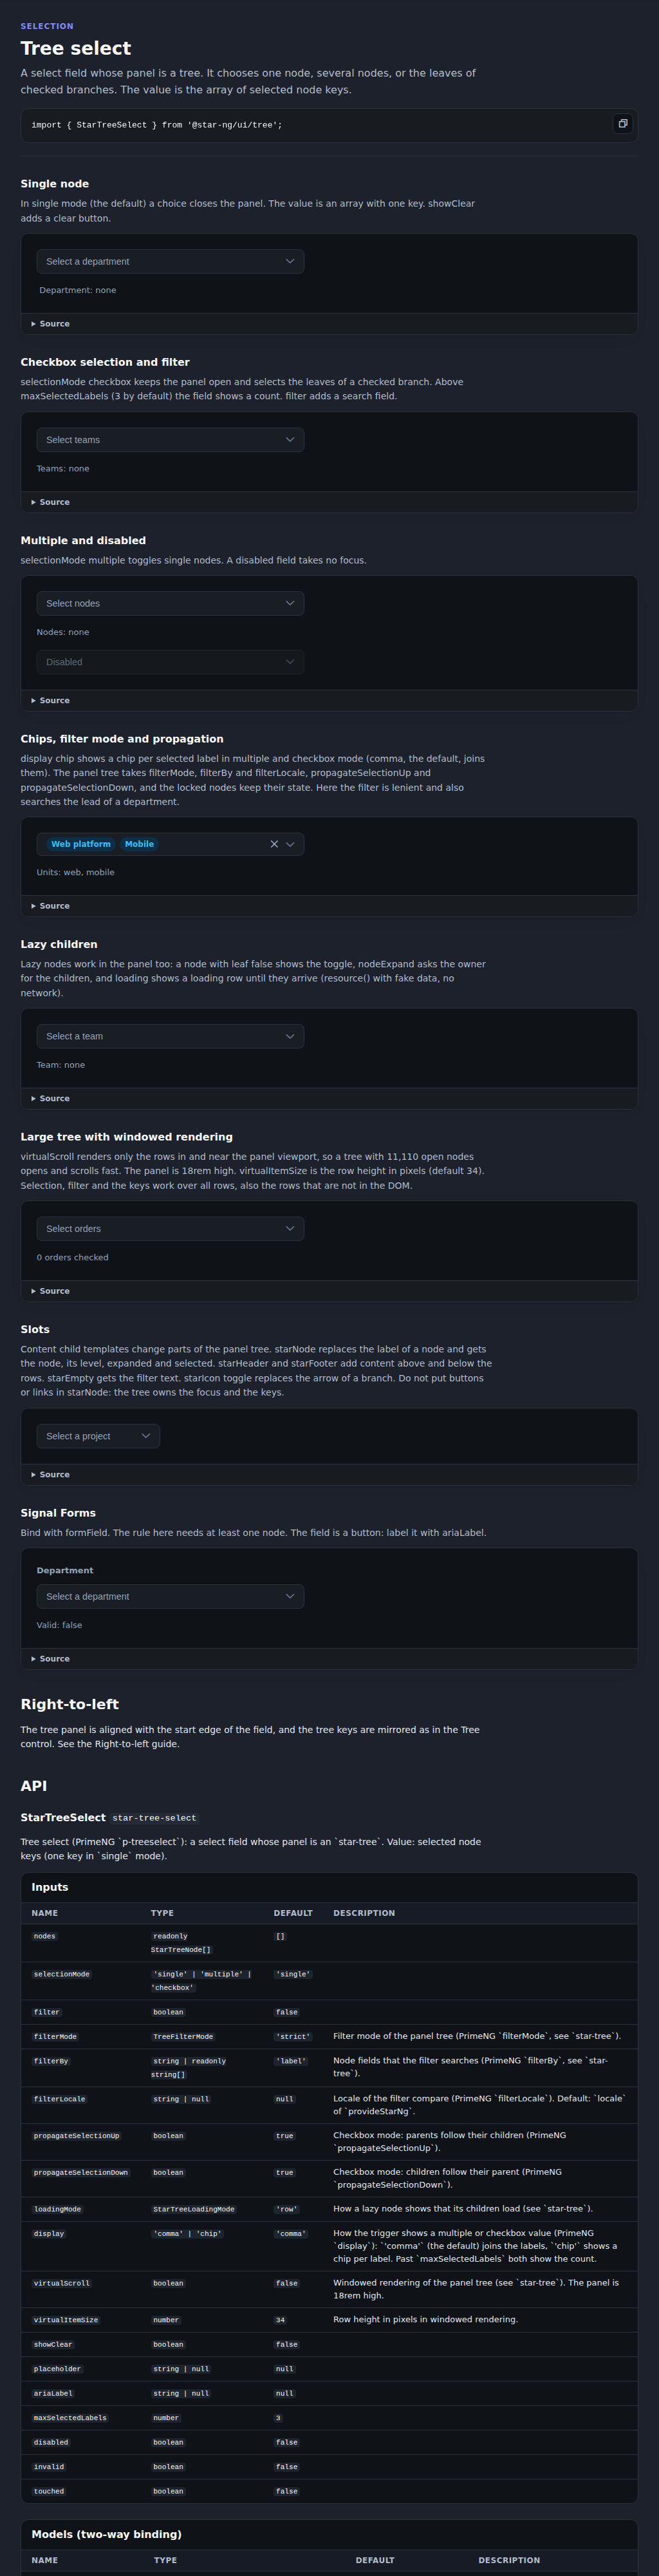 SELECTION
Tree select
A select field whose panel is a tree. It chooses one node, several nodes, or the leaves of
checked branches. The value is the array of selected node keys.
import { StarTreeSelect } from '@star-ng/ui/tree';
Single node
In single mode (the default) a choice closes the panel. The value is an array with one key. showClear
adds a clear button.
Select a department
Department: none
Source
Checkbox selection and filter
selectionMode checkbox keeps the panel open and selects the leaves of a checked branch. Above
maxSelectedLabels (3 by default) the field shows a count. filter adds a search field.
Select teams
Teams: none
Source
Multiple and disabled
selectionMode multiple toggles single nodes. A disabled field takes no focus.
Select nodes
Nodes: none
Disabled
Source
Chips, filter mode and propagation
display chip shows a chip per selected label in multiple and checkbox mode (comma, the default, joins
them). The panel tree takes filterMode, filterBy and filterLocale, propagateSelectionUp and
propagateSelectionDown, and the locked nodes keep their state. Here the filter is lenient and also
searches the lead of a department.
Web platform Mobile
Units: web, mobile
Source
Lazy children
Lazy nodes work in the panel too: a node with leaf false shows the toggle, nodeExpand asks the owner
for the children, and loading shows a loading row until they arrive (resource() with fake data, no
network).
Select a team
Team: none
Source
Large tree with windowed rendering
virtualScroll renders only the rows in and near the panel viewport, so a tree with 11,110 open nodes
opens and scrolls fast. The panel is 18rem high. virtualItemSize is the row height in pixels (default 34).
Selection, filter and the keys work over all rows, also the rows that are not in the DOM.
Select orders
0 orders checked
Source
Slots
Content child templates change parts of the panel tree. starNode replaces the label of a node and gets
the node, its level, expanded and selected. starHeader and starFooter add content above and below the
rows. starEmpty gets the filter text. starIcon toggle replaces the arrow of a branch. Do not put buttons
or links in starNode: the tree owns the focus and the keys.
Select a project
Source
Signal Forms
Bind with formField. The rule here needs at least one node. The field is a button: label it with ariaLabel.
Department
Select a department
Valid: false
Source
Right-to-left
The tree panel is aligned with the start edge of the field, and the tree keys are mirrored as in the Tree
control. See the Right-to-left guide.
API
StarTreeSelect star-tree-select
Tree select (PrimeNG `p-treeselect`): a select field whose panel is an `star-tree`. Value: selected node
keys (one key in `single` mode).
Inputs
NAME TYPE DEFAULT DESCRIPTION
nodes readonly StarTreeNode[] []
selectionMode 'single' | 'multiple' | 'checkbox' 'single'
filter boolean false
filterMode TreeFilterMode 'strict' Filter mode of the panel tree (PrimeNG `filterMode`, see `star-tree`).
filterBy string | readonly string[] 'label' Node fields that the filter searches (PrimeNG `filterBy`, see `star-tree`).
filterLocale string | null null Locale of the filter compare (PrimeNG `filterLocale`). Default: `locale` of `provideStarNg`.
propagateSelectionUp boolean true Checkbox mode: parents follow their children (PrimeNG `propagateSelectionUp`).
propagateSelectionDown boolean true Checkbox mode: children follow their parent (PrimeNG `propagateSelectionDown`).
loadingMode StarTreeLoadingMode 'row' How a lazy node shows that its children load (see `star-tree`).
display 'comma' | 'chip' 'comma' How the trigger shows a multiple or checkbox value (PrimeNG `display`): `'comma'` (the default) joins the labels, `'chip'` shows a chip per label. Past `maxSelectedLabels` both show the count.
virtualScroll boolean false Windowed rendering of the panel tree (see `star-tree`). The panel is 18rem high.
virtualItemSize number 34 Row height in pixels in windowed rendering.
showClear boolean false
placeholder string | null null
ariaLabel string | null null
maxSelectedLabels number 3
disabled boolean false
invalid boolean false
touched boolean false
Models (two-way binding)
NAME TYPE DEFAULT DESCRIPTION